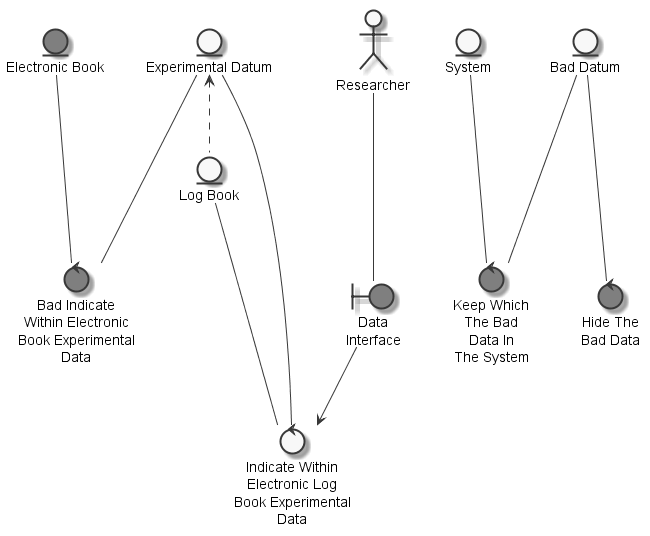 Electronic Book
Experimental Datum
Researcher
System
Bad Datum
Log Book
Bad Indicate
Within Electronic
Book Experimental
Data
Data
Interface
Keep Which
The Bad
Data In
The System
Hide The
Bad Data
Indicate Within
Electronic Log
Book Experimental
Data